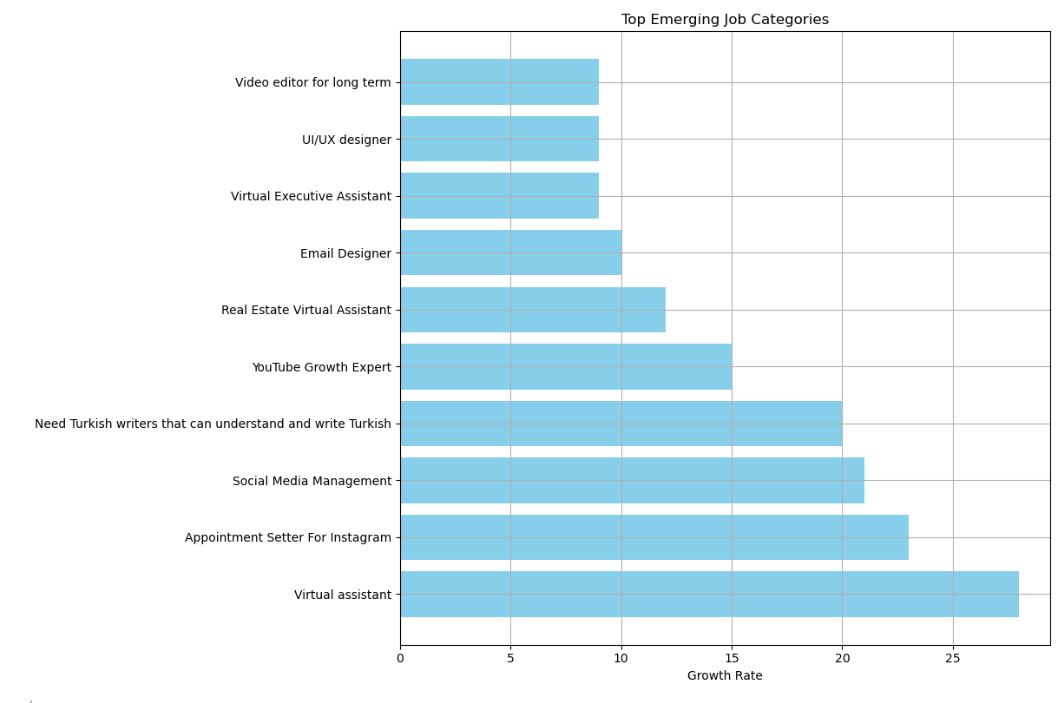 Top Emerging Job Categories
Video editor for long term
UI/UX designer
Virtual Executive Assistant
Email Designer
Real Estate Virtual Assistant
YouTube Growth Expert
Need Turkish writers that can understand and write Turkish
Social Media Management
Appointment Setter For Instagram
Virtual assistant
0 5 10 15 20 25
Growth Rate